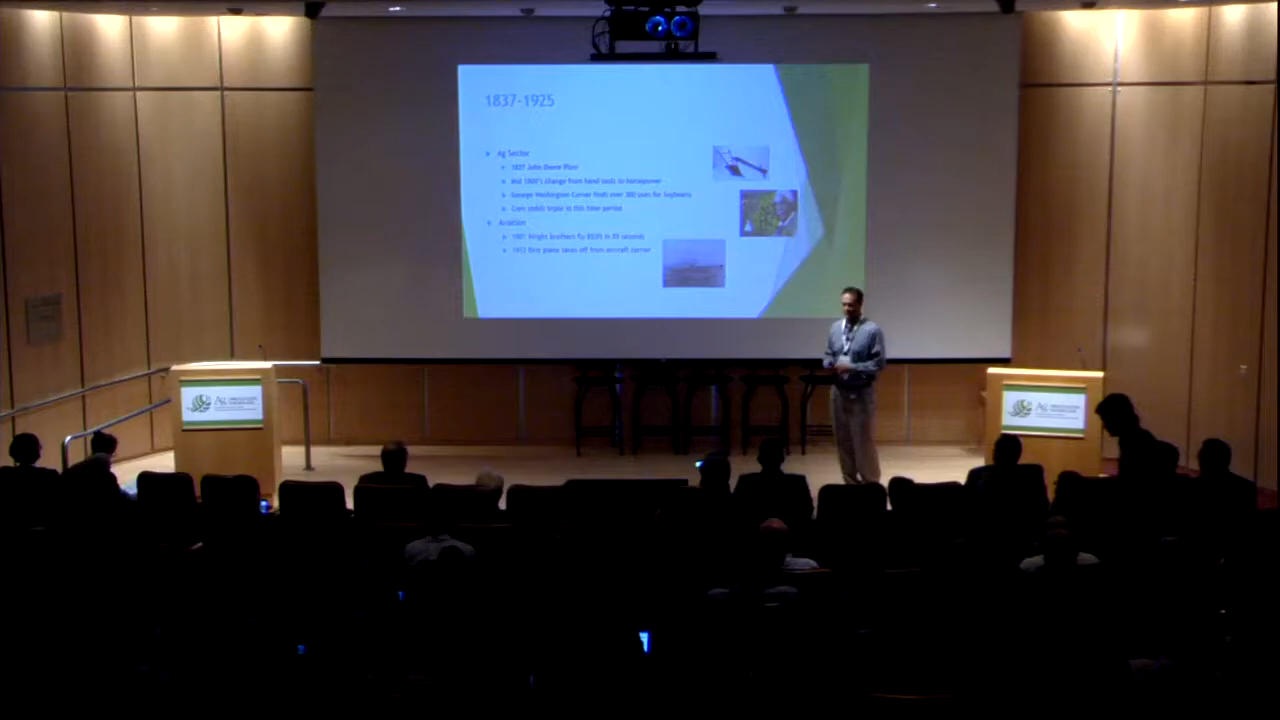 1837-1925
Ag Sector
1837 John Deere Plow
Mid 1800's change from hand tools to horsepower
George Washington Carver finds over 300 uses for Soybeans
Corn yields triple in this time period
Aviation
Wright brothers fly in seconds
first plane takes off from aircraft carrier
Ag
Ag